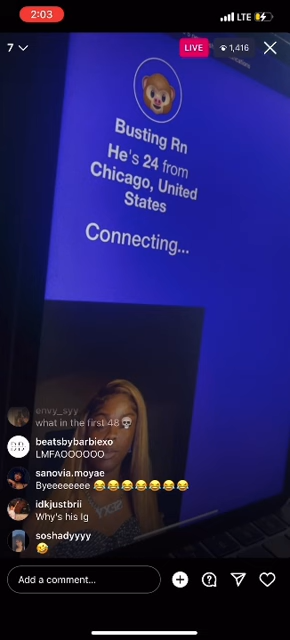 2:03
LTE
7
LIVE
1,416
Busting Rn
He's 24 from
Chicago, United
States
Connecting...
envy_syy
what in the first 48💀
beatsbybarbiexo
LMFAOOOOOO
sanovia.moyae
Byeeeeeeee 😂😂😂😂😂😂😂
idkjustbrii
Why's his Ig
soshadyyyy
🤣
Add a comment...